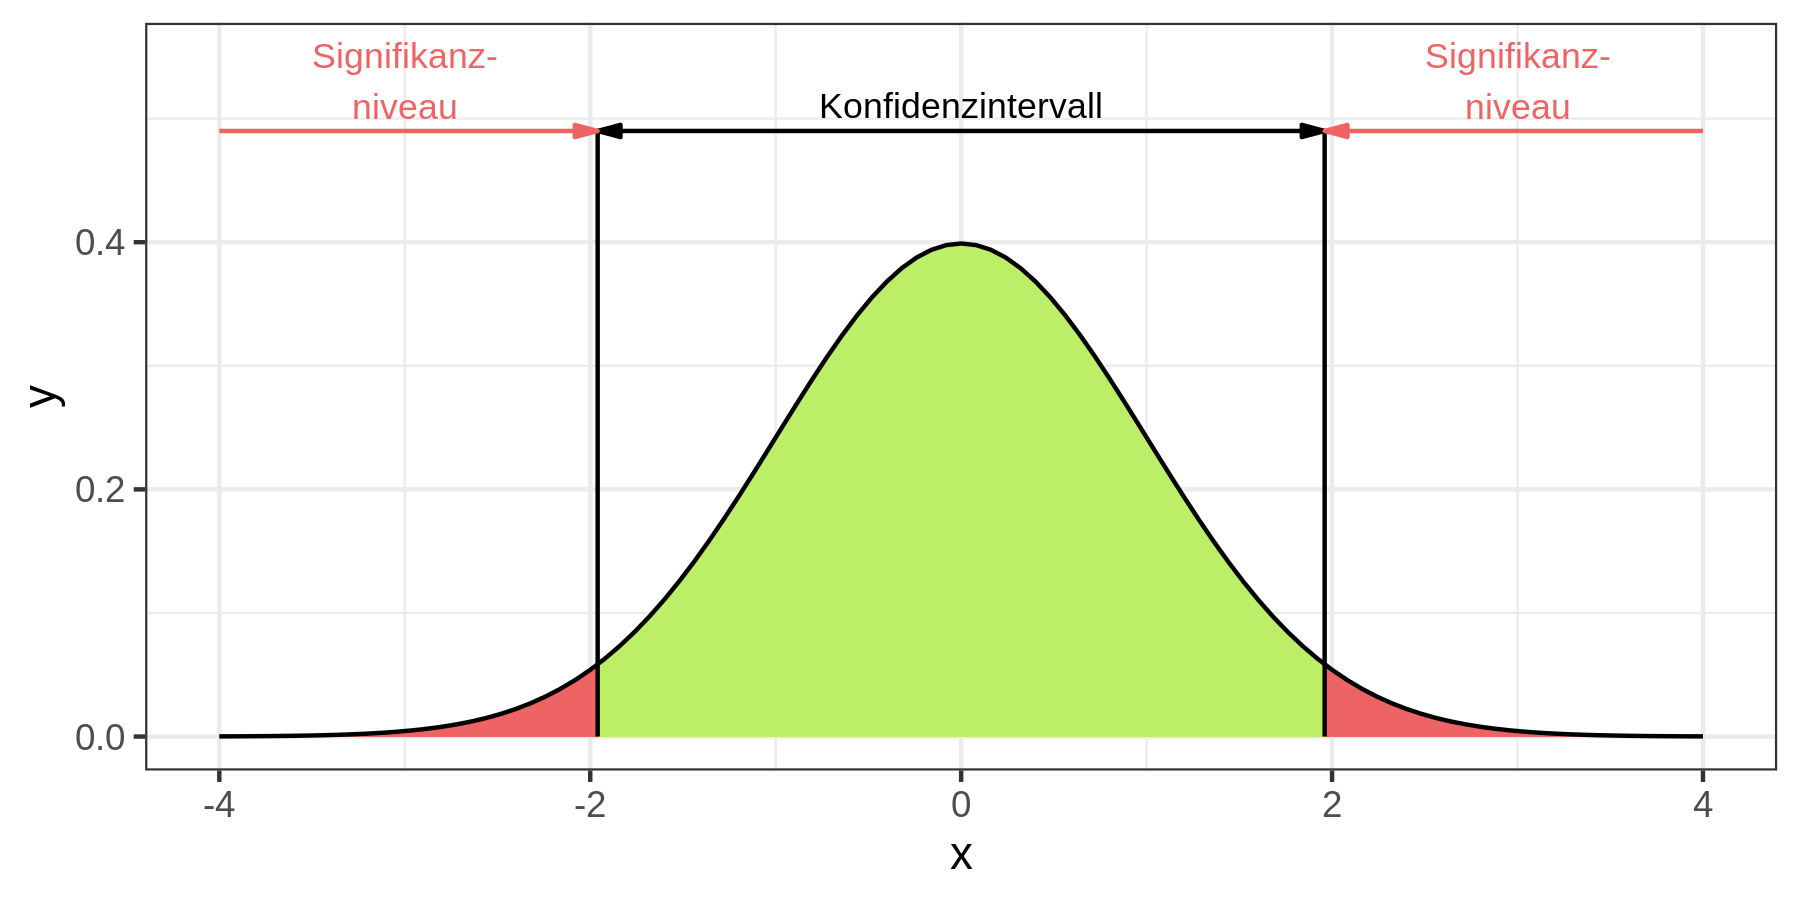 Signifikanz-
niveau
Konfidenzintervall
Signifikanz-
niveau
0.4
0.2
0.0
y
-4
-2
0
2
4
x